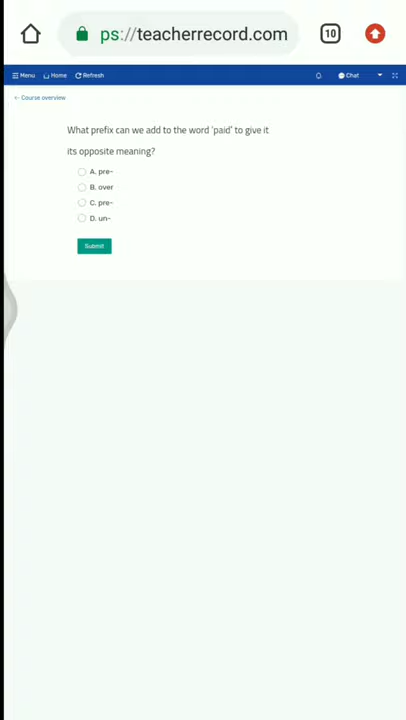 ps://teacherrecord.com
10
Menu Home Refresh Chat
← Course overview
What prefix can we add to the word 'paid' to give it
its opposite meaning?
A. pre-
B. over
C. pre-
D. un-
Submit